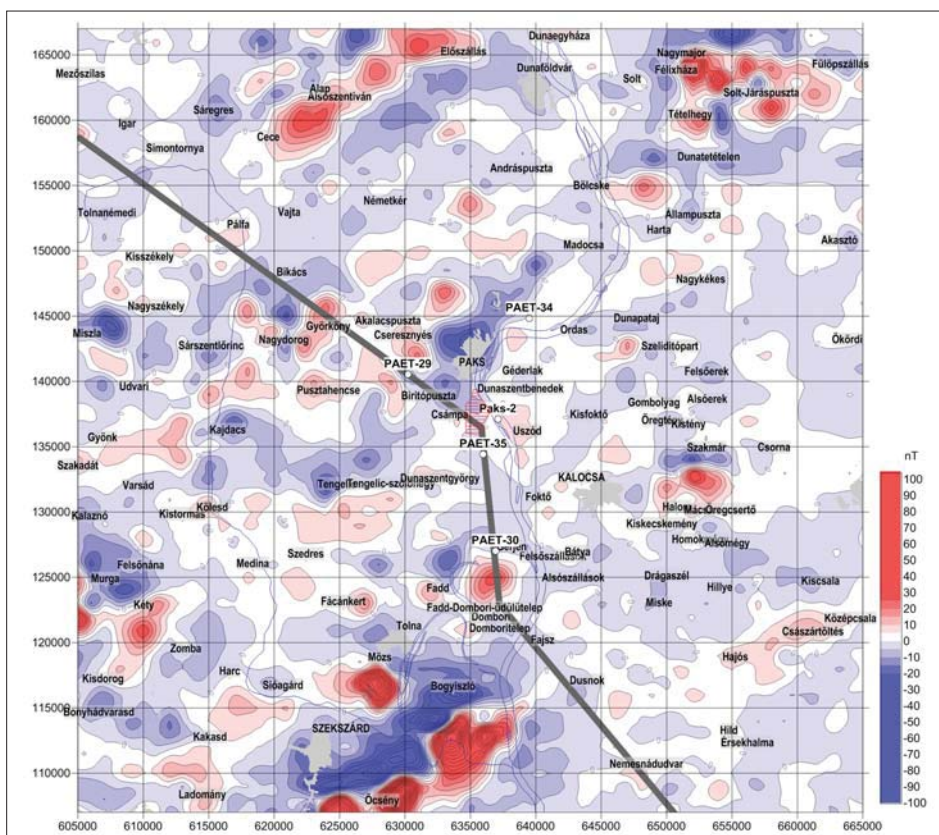 165000
160000
155000
150000
145000
140000
135000
130000
125000
120000
115000
110000
Dunaegyháza
Előszállás
Nagymajor
Mezőszilas
Dunaföldvár
Solt
Félixháza
Fülöpszállás
Alap
Alsószentiván
Solt-Járáspuszta
Sáregres
Igar
Tételhegy
Cece
Simontornya
Dunatetétlen
Andráspuszta
Bölcske
Németkér
Tolnanémedi
Vajta
Állampuszta
Pálfa
Harta
Akasztó
Madocsa
Kisszékely
Bikács
Nagykékes
Nagyszékely
PAET-34
Akalacspuszta
Dunapataj
Miszla
Györköny
Ordas
Cseresznyés
Ökördi
Sárszentlőrinc
Nagydorog
Szeliditópart
PAKS
PAET-29
Géderlak
Felsőerek
Udvari
Pusztahencse
Dunaszentbenedek
Biritópuszta
Gombolyag
Alsóerek
Csámpa
Paks-2
Kisfoktő
Kistény
Kajdacs
Uszód
Gyönk
PAET-35
Szakmár
Csorna
Szakadát
Dunaszentgyörgy
KALOCSA
Varsád
Foktő
Kölesd
Öregcsertő
Kalaznó
Kistormás
Kiskecskemény
PAET-30
Alsómégy
Szedres
Bátya
Felsőnána
Medina
Alsószállások
Drágaszél
Kiscsala
Murga
Hillye
Fadd
Kéty
Fácánkert
Miske
Fadd-Dombori-üdülőtelep
Középcsala
Dombori
Császártöltés
Tolna
Domboritelep
Fajsz
Zomba
Mözs
Hajós
Harc
Kisdorog
Sióagárd
Bogyiszló
Dusnok
Bonyhádvarasd
SZEKSZÁRD
Hild
Kakasd
Érsekhalma
Nemesnádudvar
Ladomány
Őcsény
605000 610000 615000 620000 625000 630000 635000 640000 645000 650000 655000 660000 665000
nT
100
90
80
70
60
50
40
30
20
10
0
-10
-20
-30
-40
-50
-60
-70
-80
-90
-100